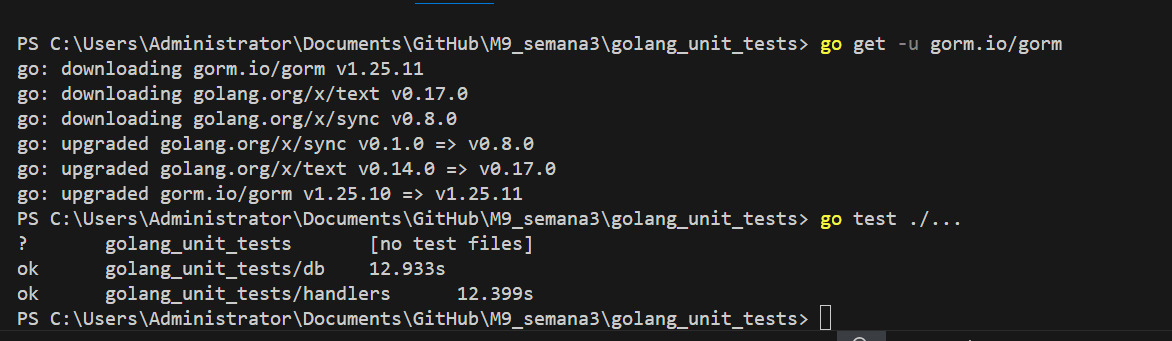 PS C:\Users\Administrator\Documents\GitHub\M9_semana3\golang_unit_tests> go get -u gorm.io/gorm
go: downloading gorm.io/gorm v1.25.11
go: downloading golang.org/x/text v0.17.0
go: downloading golang.org/x/sync v0.8.0
go: upgraded golang.org/x/sync v0.1.0 => v0.8.0
go: upgraded golang.org/x/text v0.14.0 => v0.17.0
go: upgraded gorm.io/gorm v1.25.10 => v1.25.11
PS C:\Users\Administrator\Documents\GitHub\M9_semana3\golang_unit_tests> go test ./...
?       golang_unit_tests       [no test files]
ok      golang_unit_tests/db    12.933s
ok      golang_unit_tests/handlers      12.399s
PS C:\Users\Administrator\Documents\GitHub\M9_semana3\golang_unit_tests>